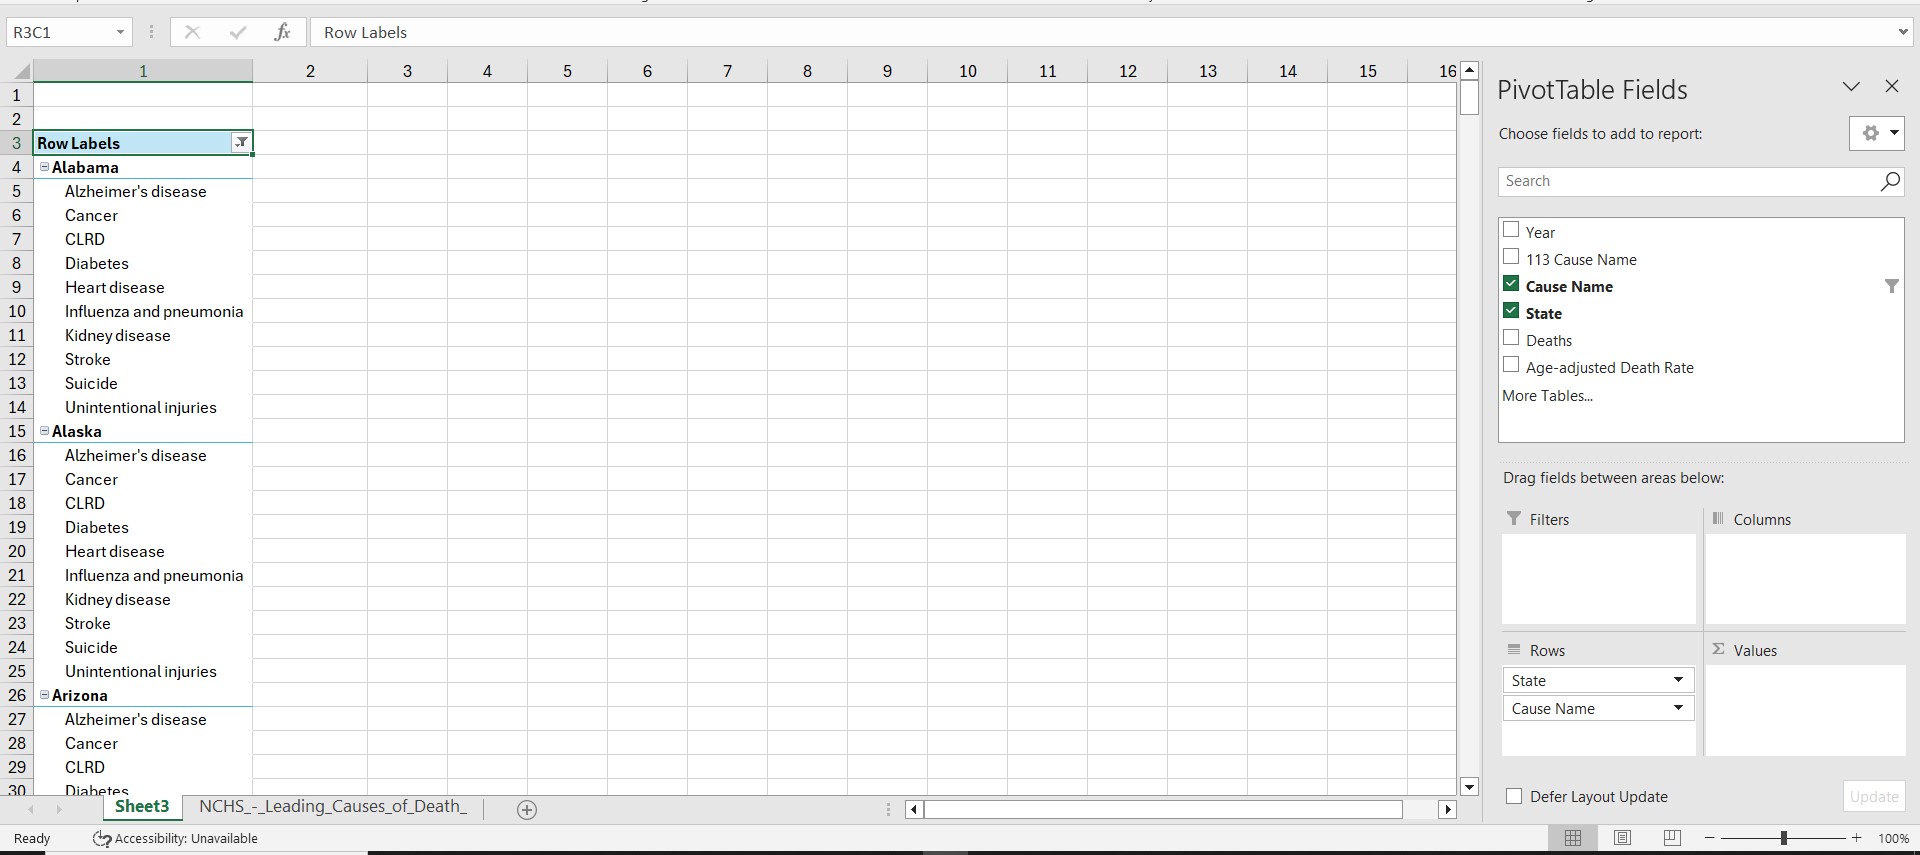 R3C1
fx
Row Labels
1 2 3 4 5 6 7 8 9 10 11 12 13 14 15 16
1
2
3 Row Labels
4 Alabama
5 Alzheimer's disease
6 Cancer
7 CLRD
8 Diabetes
9 Heart disease
10 Influenza and pneumonia
11 Kidney disease
12 Stroke
13 Suicide
14 Unintentional injuries
15 Alaska
16 Alzheimer's disease
17 Cancer
18 CLRD
19 Diabetes
20 Heart disease
21 Influenza and pneumonia
22 Kidney disease
23 Stroke
24 Suicide
25 Unintentional injuries
26 Arizona
27 Alzheimer's disease
28 Cancer
29 CLRD
30 Diabetes
Sheet3 NCHS_-_Leading_Causes_of_Death_
Ready Accessibility: Unavailable
100%
PivotTable Fields
Choose fields to add to report:
Search
Year
113 Cause Name
Cause Name
State
Deaths
Age-adjusted Death Rate
More Tables...
Drag fields between areas below:
Filters
Columns
Rows
Σ Values
State
Cause Name
Defer Layout Update
Update